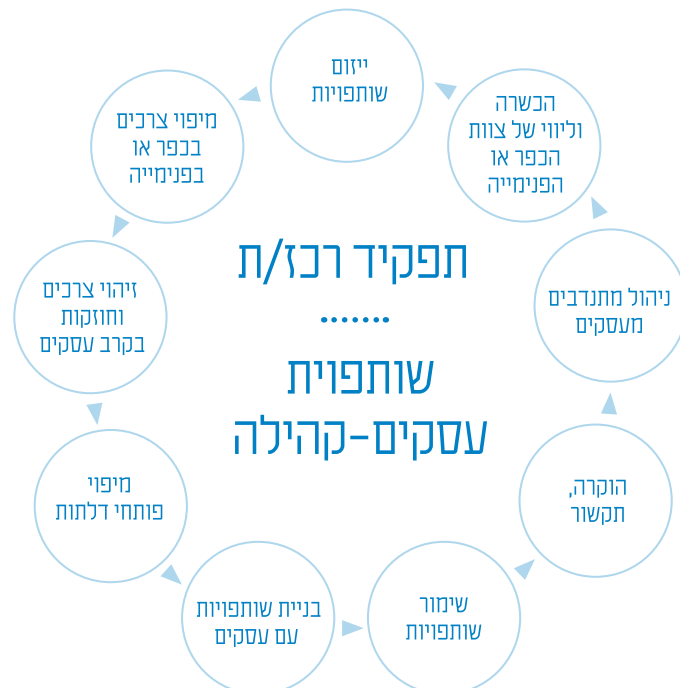 תפקיד רכז/ת
.......
שותפוית
עסקים-קהילה
ייזום
שותפויות
מיפוי צרכים
בכפר או
בפנימייה
זיהוי צרכים
וחוזקות
בקרב עסקים
מיפוי
פותחי דלתות
בניית שותפויות
עם עסקים
שימור
שותפויות
הוקרה,
תקשור
ניהול מתנדבים
מעסקים
הכשרה
וליווי של צוות
הכפר או
הפנימייה